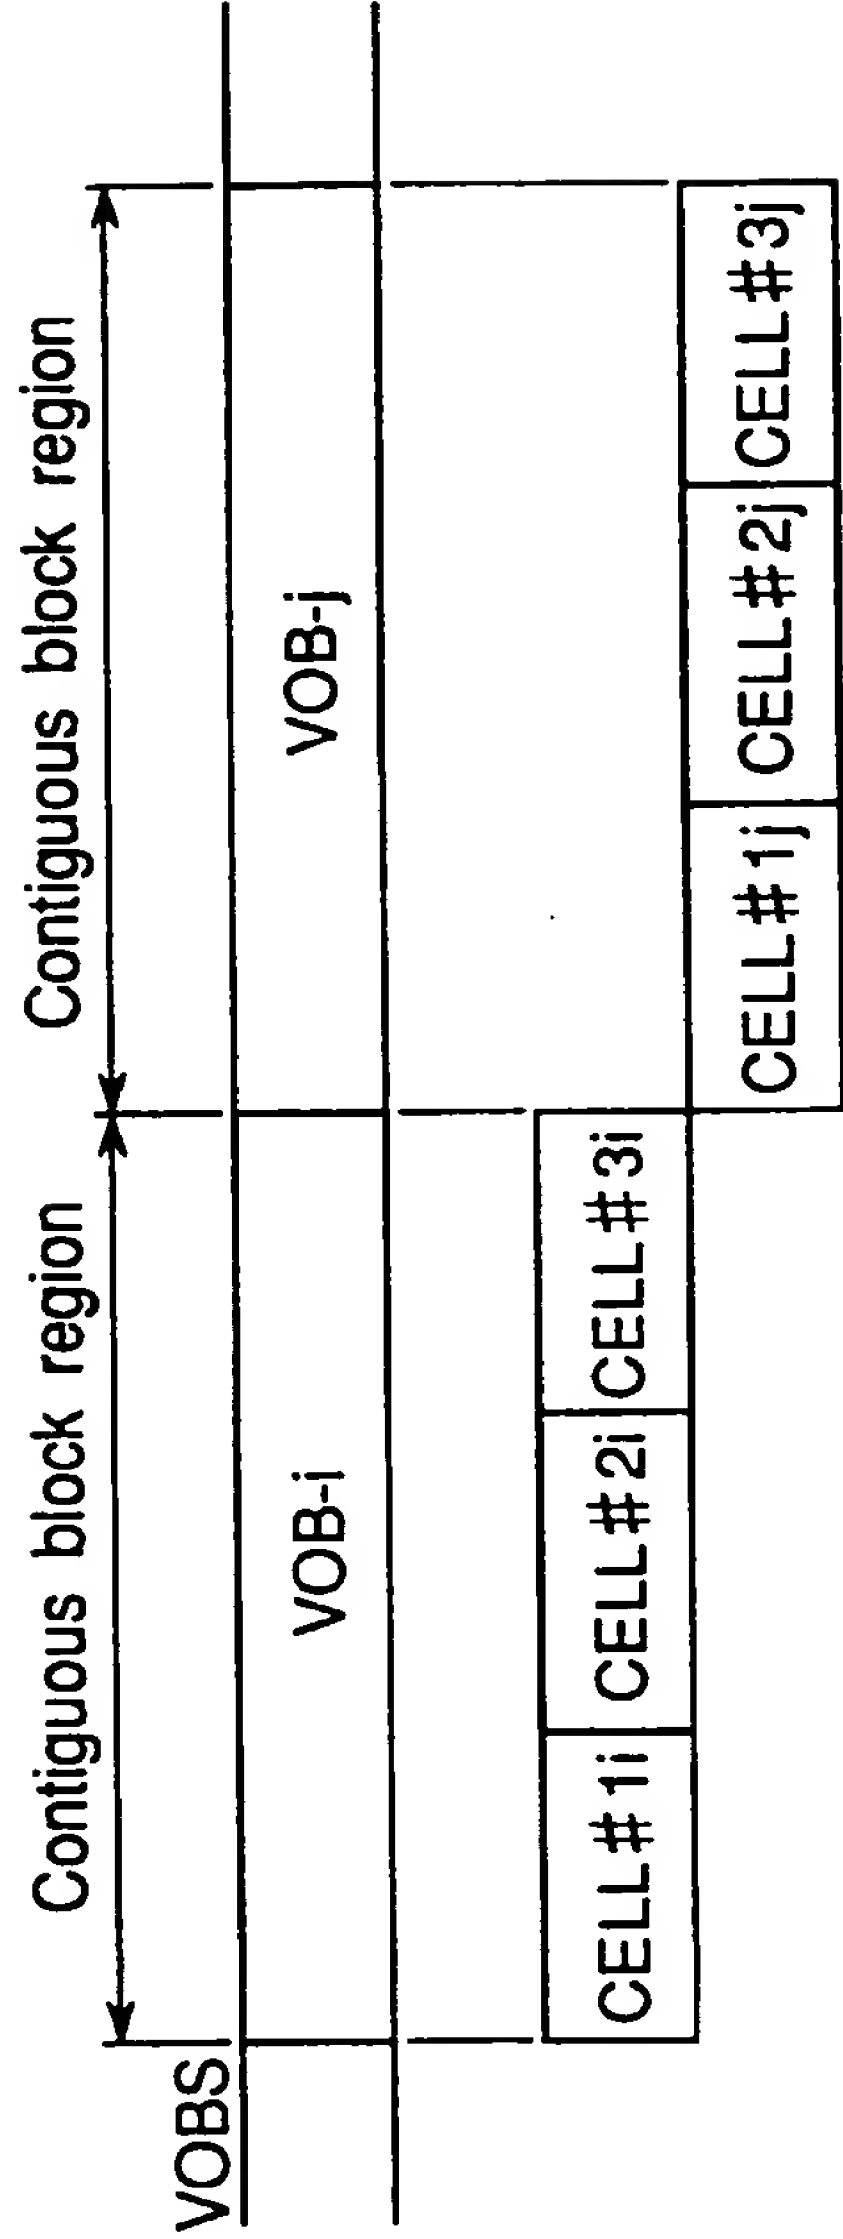 Contiguous block region
Contiguous block region
VOBS
VOB-i
VOB-j
CELL#1i
CELL#2i
CELL#3i
CELL#1j
CELL#2j
CELL#3j